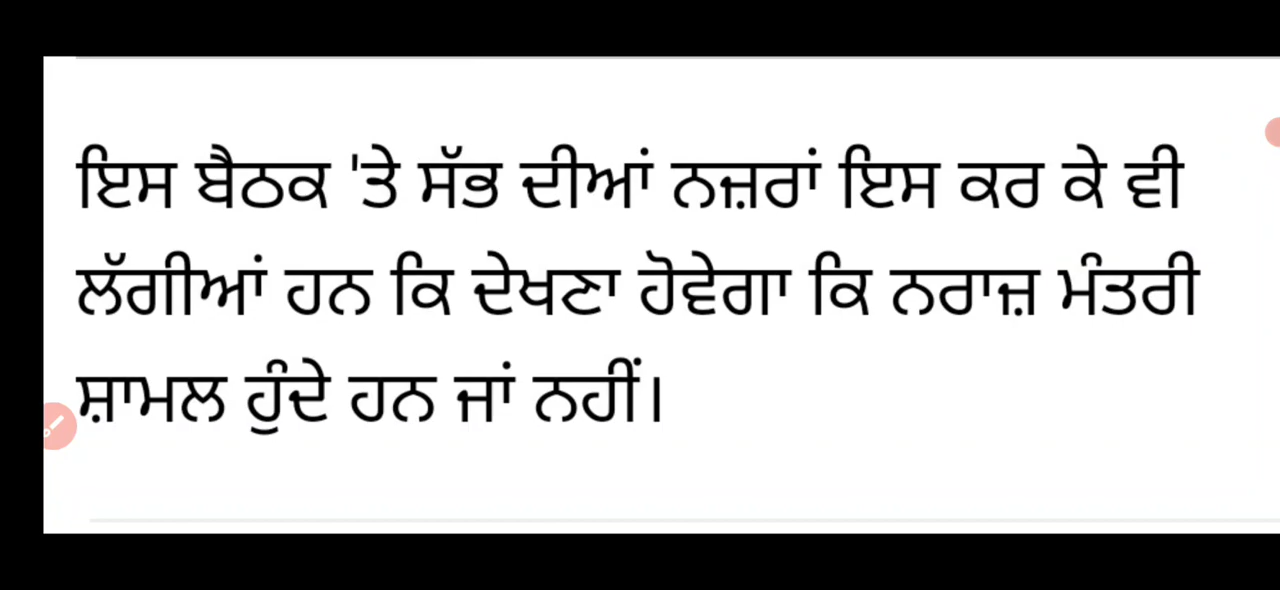 ਇਸ ਬੈਠਕ 'ਤੇ ਸੱਭ ਦੀਆਂ ਨਜ਼ਰਾਂ ਇਸ ਕਰ ਕੇ ਵੀ
ਲੱਗੀਆਂ ਹਨ ਕਿ ਦੇਖਣਾ ਹੋਵੇਗਾ ਕਿ ਨਰਾਜ਼ ਮੰਤਰੀ
ਸ਼ਾਮਲ ਹੁੰਦੇ ਹਨ ਜਾਂ ਨਹੀਂ।